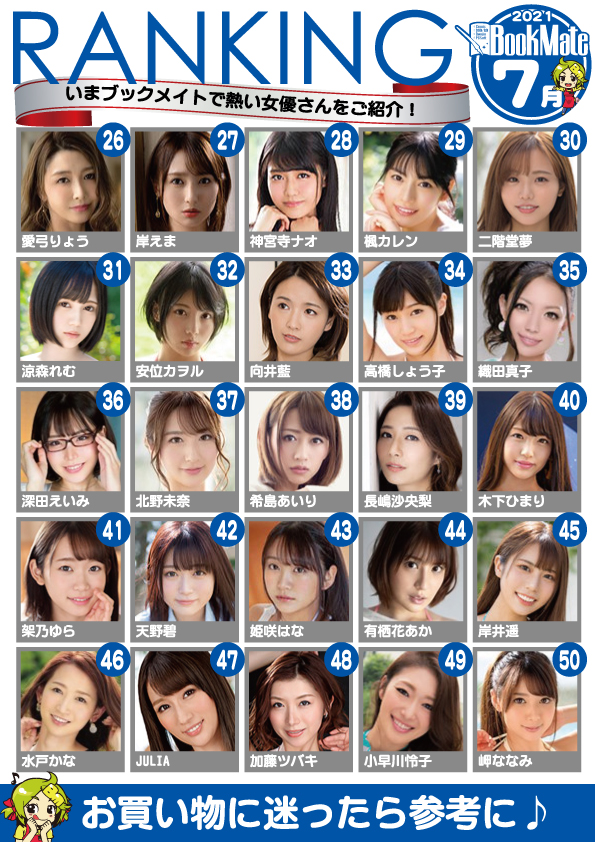 RANKING
2021
BookMate
7月
いまブックメイトで熱い女優さんをご紹介！
26 27 28 29 30
愛弓りょう 岸えま 神宮寺ナオ 楓カレン 二階堂夢
31 32 33 34 35
涼森れむ 安位カヲル 向井藍 高橋しょう子 織田真子
36 37 38 39 40
深田えいみ 北野未奈 希島あいり 長嶋沙央梨 木下ひまり
41 42 43 44 45
架乃ゆら 天野碧 姫咲はな 有栖花あか 岸井遥
46 47 48 49 50
水戸かな JULIA 加藤ツバキ 小早川怜子 岬ななみ
お買い物に迷ったら参考に♪